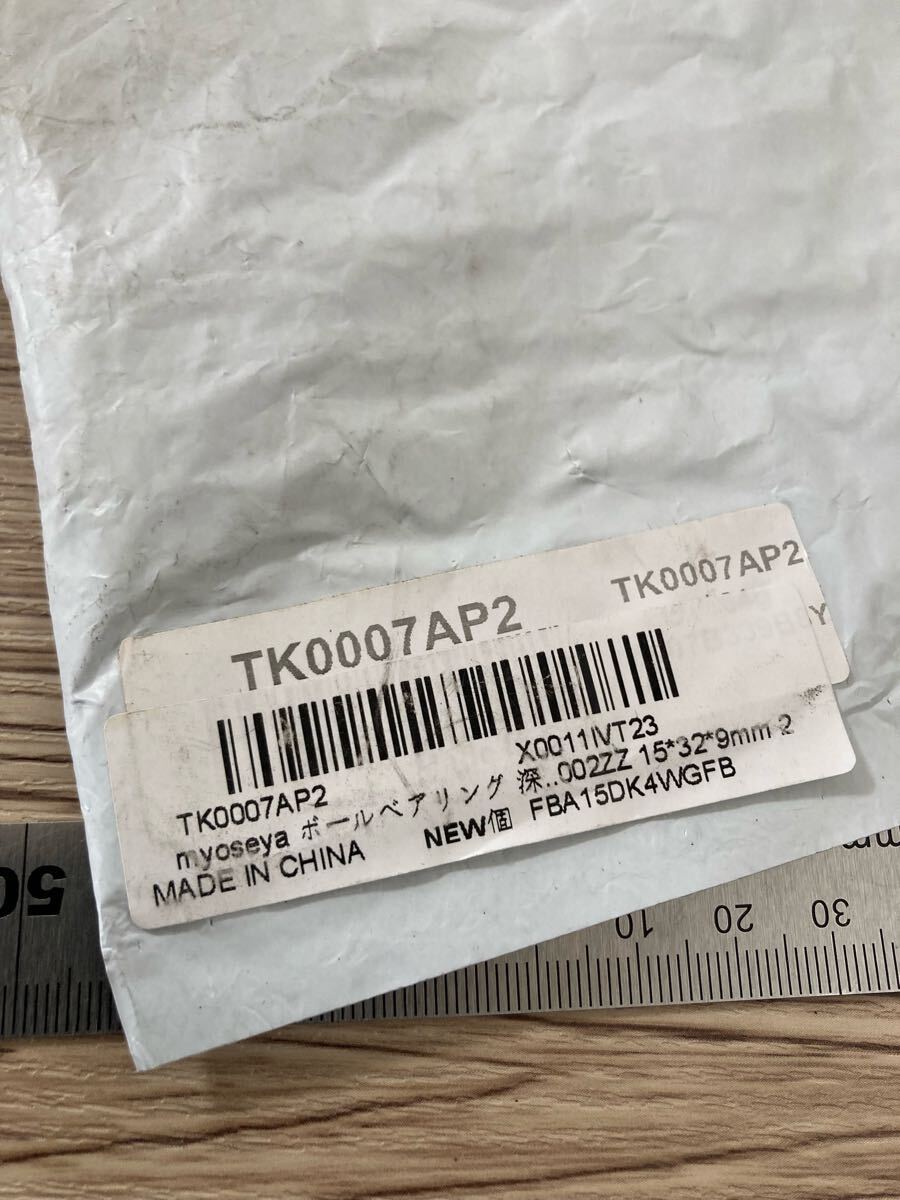 TK0007AP2
TK0007AP2
X0011IVT23
TK0007AP2
myoseya ボールベアリング 深..002ZZ 15*32*9mm 2
NEW個 FBA15DK4WGFB
MADE IN CHINA
50
10 20 30
mm